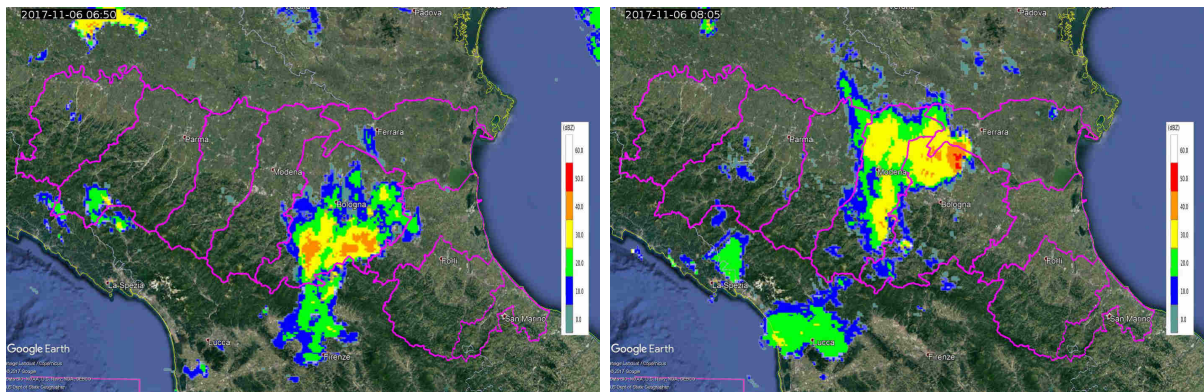 2017-11-06 06:50
Padova
Parma
Ferrara
Modena
Bologna
Forlì
La Spezia
San Marino
Lucca
Firenze
Google Earth
(dBZ)
60.0
50.0
40.0
30.0
20.0
10.0
0.0
2017-11-06 08:05
Padova
Parma
Ferrara
Modena
Bologna
Forlì
La Spezia
San Marino
Lucca
Firenze
Google Earth
(dBZ)
60.0
50.0
40.0
30.0
20.0
10.0
0.0